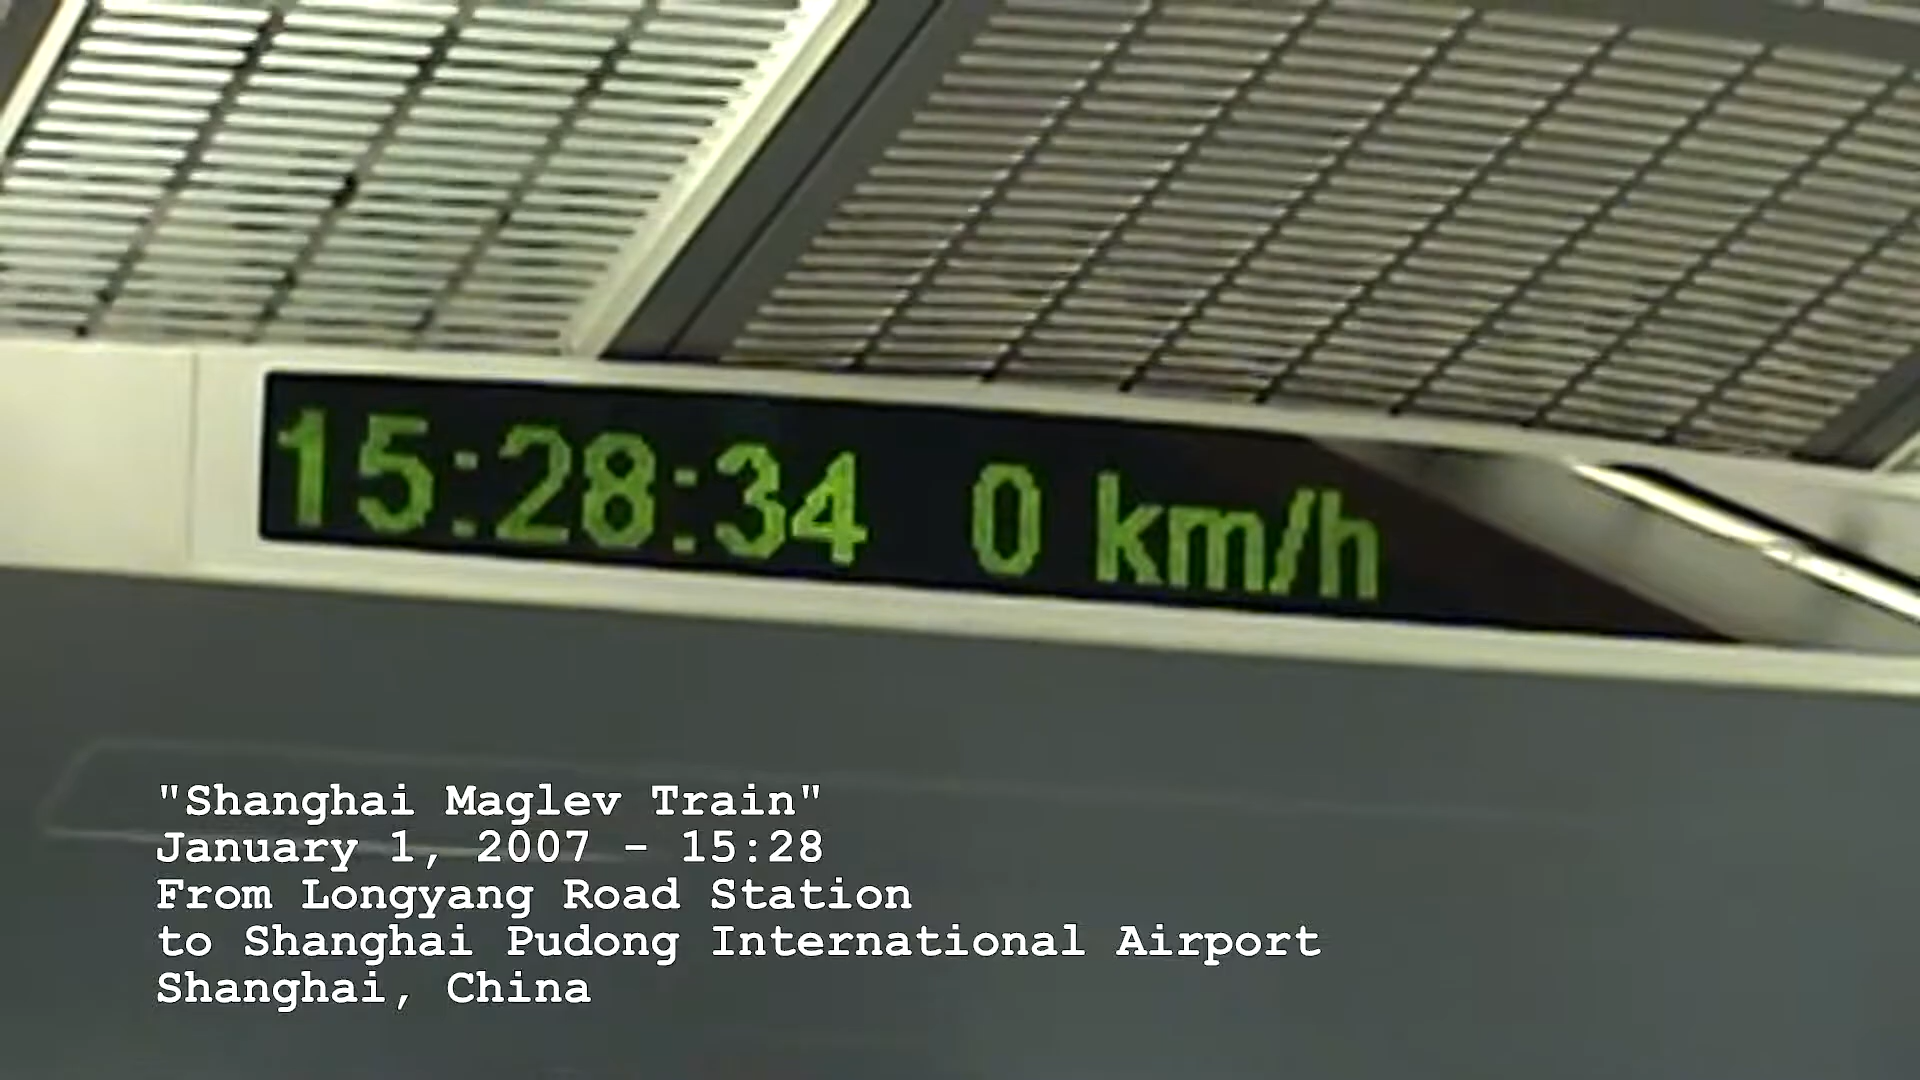 15:28:34 0 km/h
"Shanghai Maglev Train"
January 1, 2007 - 15:28
From Longyang Road Station
to Shanghai Pudong International Airport
Shanghai, China